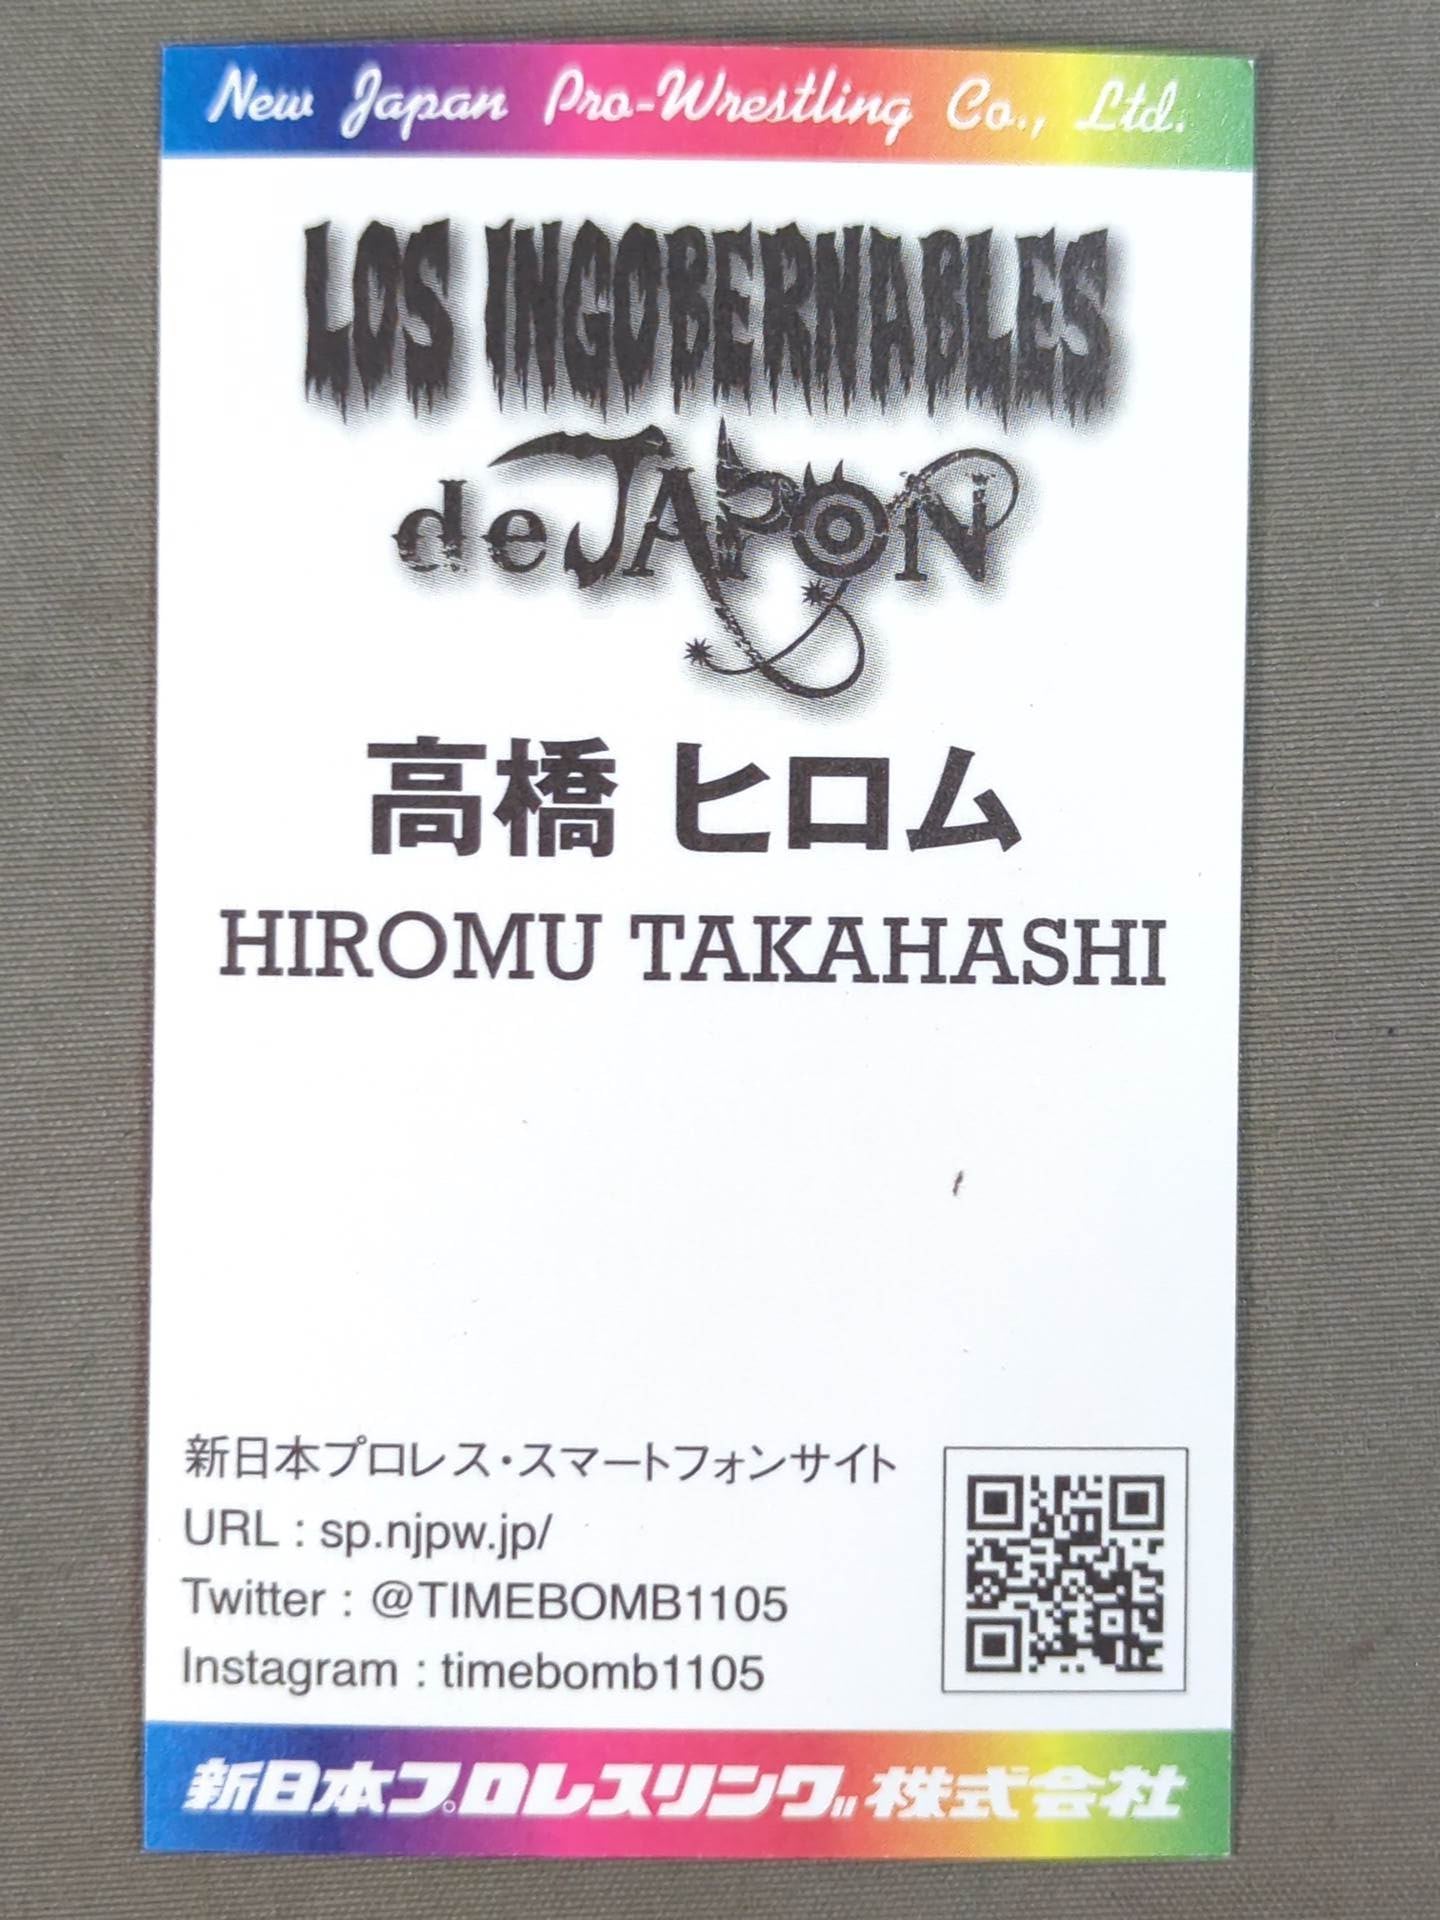 New Japan Pro-Wrestling Co., Ltd.
LOS INGOBERNABLES
de JAPON
高橋 ヒロム
HIROMU TAKAHASHI
新日本プロレス・スマートフォンサイト
URL : sp.njpw.jp/
Twitter : @TIMEBOMB1105
Instagram : timebomb1105
新日本プロレスリング株式会社